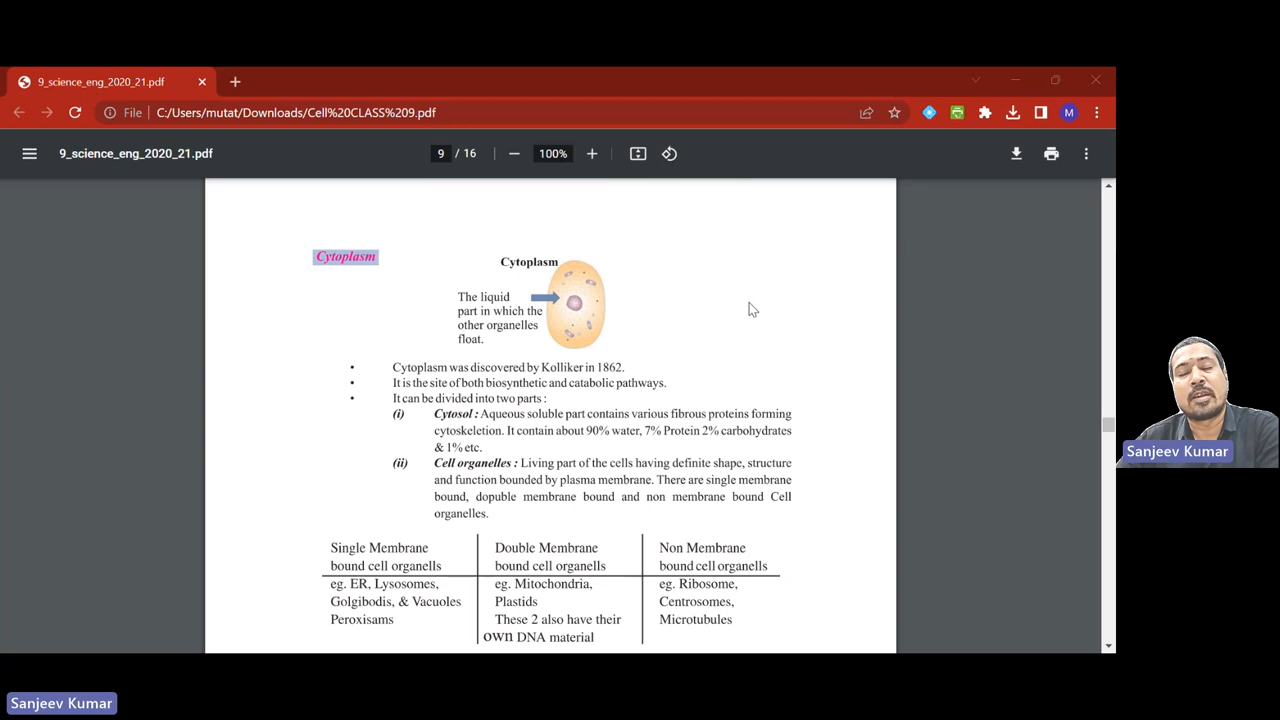 9_science_eng_2020_21.pdf
File C:/Users/mutat/Downloads/Cell%20CLASS%209.pdf
M
9_science_eng_2020_21.pdf
9 / 16
100%
Cytoplasm
Cytoplasm
The liquid
part in which the
other organelles
float.
• Cytoplasm was discovered by Kolliker in 1862.
• It is the site of both biosynthetic and catabolic pathways.
• It can be divided into two parts :
(i) Cytosol : Aqueous soluble part contains various fibrous proteins forming
cytoskeletion. It contain about 90% water, 7% Protein 2% carbohydrates
& 1% etc.
(ii) Cell organelles : Living part of the cells having definite shape, structure
and function bounded by plasma membrane. There are single membrane
bound, dopuble membrane bound and non membrane bound Cell
organelles.
Single Membrane
bound cell organells
eg. ER, Lysosomes,
Golgibodis, & Vacuoles
Peroxisams
Double Membrane
bound cell organells
eg. Mitochondria,
Plastids
These 2 also have their
own DNA material
Non Membrane
bound cell organells
eg. Ribosome,
Centrosomes,
Microtubules
Sanjeev Kumar
Sanjeev Kumar